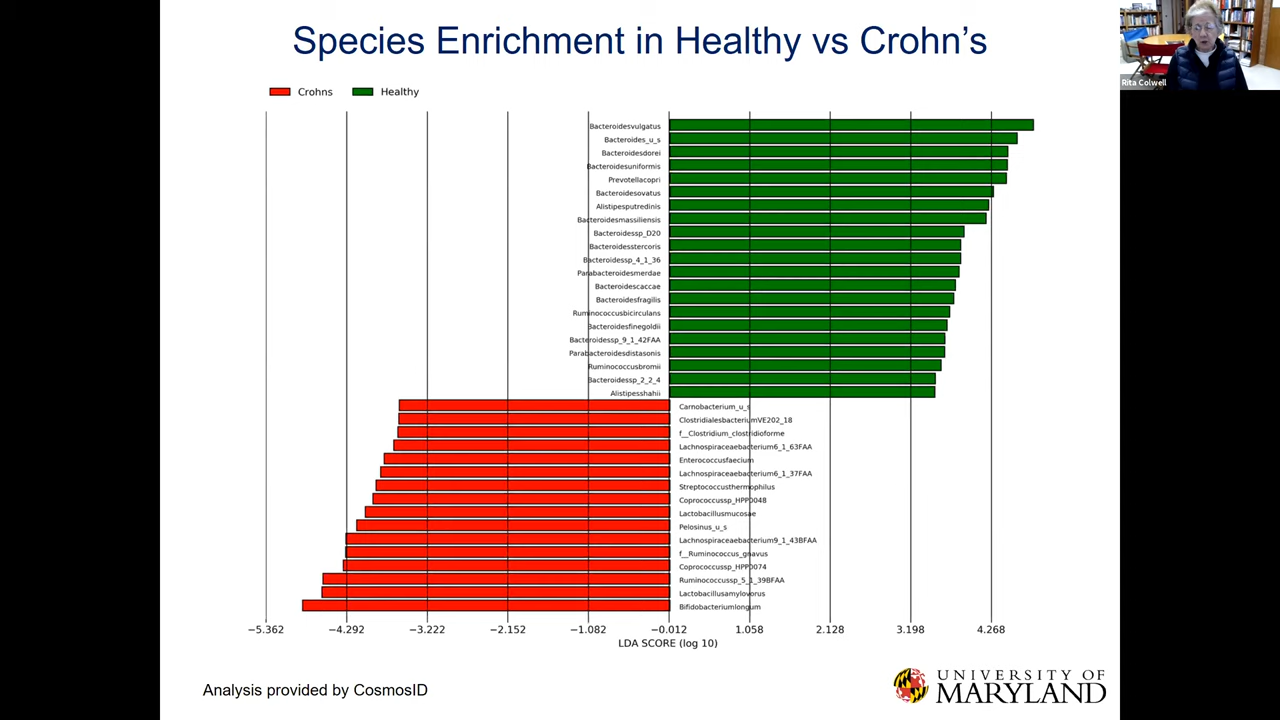 Species Enrichment in Healthy vs Crohn's
Rita Colwell
Crohns
Healthy
Bacteroidesvulgatus
Bacteroides_u_s
Bacteroidesdorei
Bacteroidesuniformis
Prevotellacopri
Bacteroidesovatus
Alistipesputredinis
Bacteroidesmassiliensis
Bacteroidessp_D20
Bacteroidesstercoris
Bacteroidessp_4_1_36
Parabacteroidesmerdae
Bacteroidescaccae
Bacteroidesfragilis
Ruminococcusbicirculans
Bacteroidesfinegoldii
Bacteroidessp_9_1_42FAA
Parabacteroidesdistasonis
Ruminococcusbromii
Bacteroidessp_2_2_4
Alistipesshahii
Carnobacterium_u_s
ClostridialesbacteriumVE202_18
f__Clostridium_clostridioforme
Lachnospiraceaebacterium6_1_63FAA
Enterococcusfaecium
Lachnospiraceaebacterium6_1_37FAA
Streptococcusthermophilus
Coprococcussp_HPP0048
Lactobacillusmucosae
Pelosinus_u_s
Lachnospiraceaebacterium9_1_43BFAA
f__Ruminococcus_gnavus
Coprococcussp_HPP0074
Ruminococcussp_5_1_39BFAA
Lactobacillusamylovorus
Bifidobacteriumlongum
−5.362 −4.292 −3.222 −2.152 −1.082 −0.012 1.058 2.128 3.198 4.268
LDA SCORE (log 10)
Analysis provided by CosmosID
UNIVERSITY OF
MARYLAND